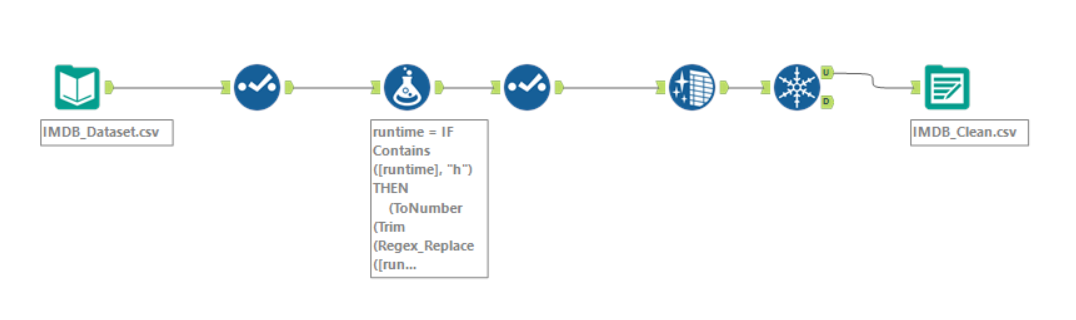 U
D
IMDB_Dataset.csv
runtime = IF
Contains
([runtime], "h")
THEN
(ToNumber
(Trim
(Regex_Replace
([run...
IMDB_Clean.csv